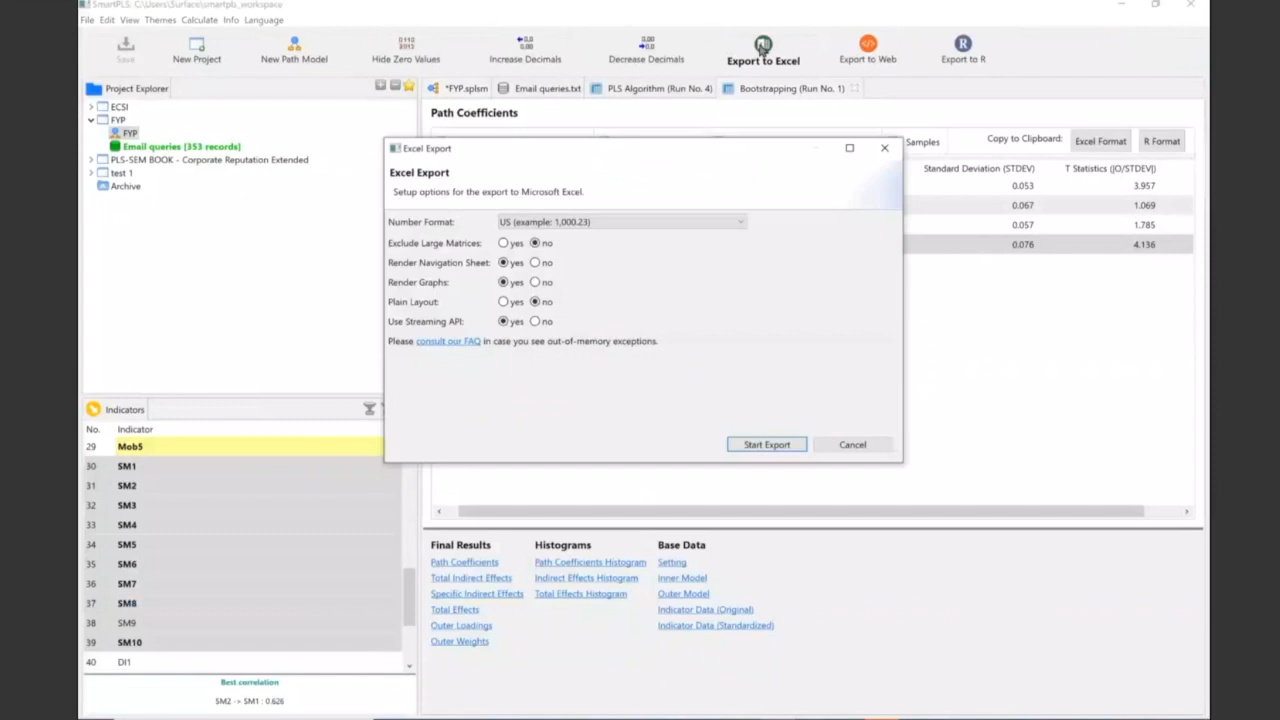 SmartPLS: C:\Users\Surface\smartpls_workspace
File Edit View Themes Calculate Info Language
Save New Project New Path Model Hide Zero Values Increase Decimals Decrease Decimals Export to Excel Export to Web Export to R
Project Explorer
*FYP.splsm Email queries.txt PLS Algorithm (Run No. 4) Bootstrapping (Run No. 1)
ECSI
FYP
FYP
Email queries [353 records]
PLS-SEM BOOK - Corporate Reputation Extended
test 1
Archive
Path Coefficients
Samples Copy to Clipboard: Excel Format R Format
Standard Deviation (STDEV) T Statistics (|O/STDEV|)
0.053 3.957
0.067 1.069
0.057 1.785
0.076 4.136
Excel Export
Excel Export
Setup options for the export to Microsoft Excel.
Number Format: US (example: 1,000.23)
Exclude Large Matrices: yes no
Render Navigation Sheet: yes no
Render Graphs: yes no
Plain Layout: yes no
Use Streaming API: yes no
Please consult our FAQ in case you see out-of-memory exceptions.
Start Export Cancel
Indicators
No. Indicator
29 Mob5
30 SM1
31 SM2
32 SM3
33 SM4
34 SM5
35 SM6
36 SM7
37 SM8
38 SM9
39 SM10
40 DI1
Best correlation
SM2 -> SM1 : 0.626
Final Results Histograms Base Data
Path Coefficients Path Coefficients Histogram Setting
Total Indirect Effects Indirect Effects Histogram Inner Model
Specific Indirect Effects Total Effects Histogram Outer Model
Total Effects Indicator Data (Original)
Outer Loadings Indicator Data (Standardized)
Outer Weights